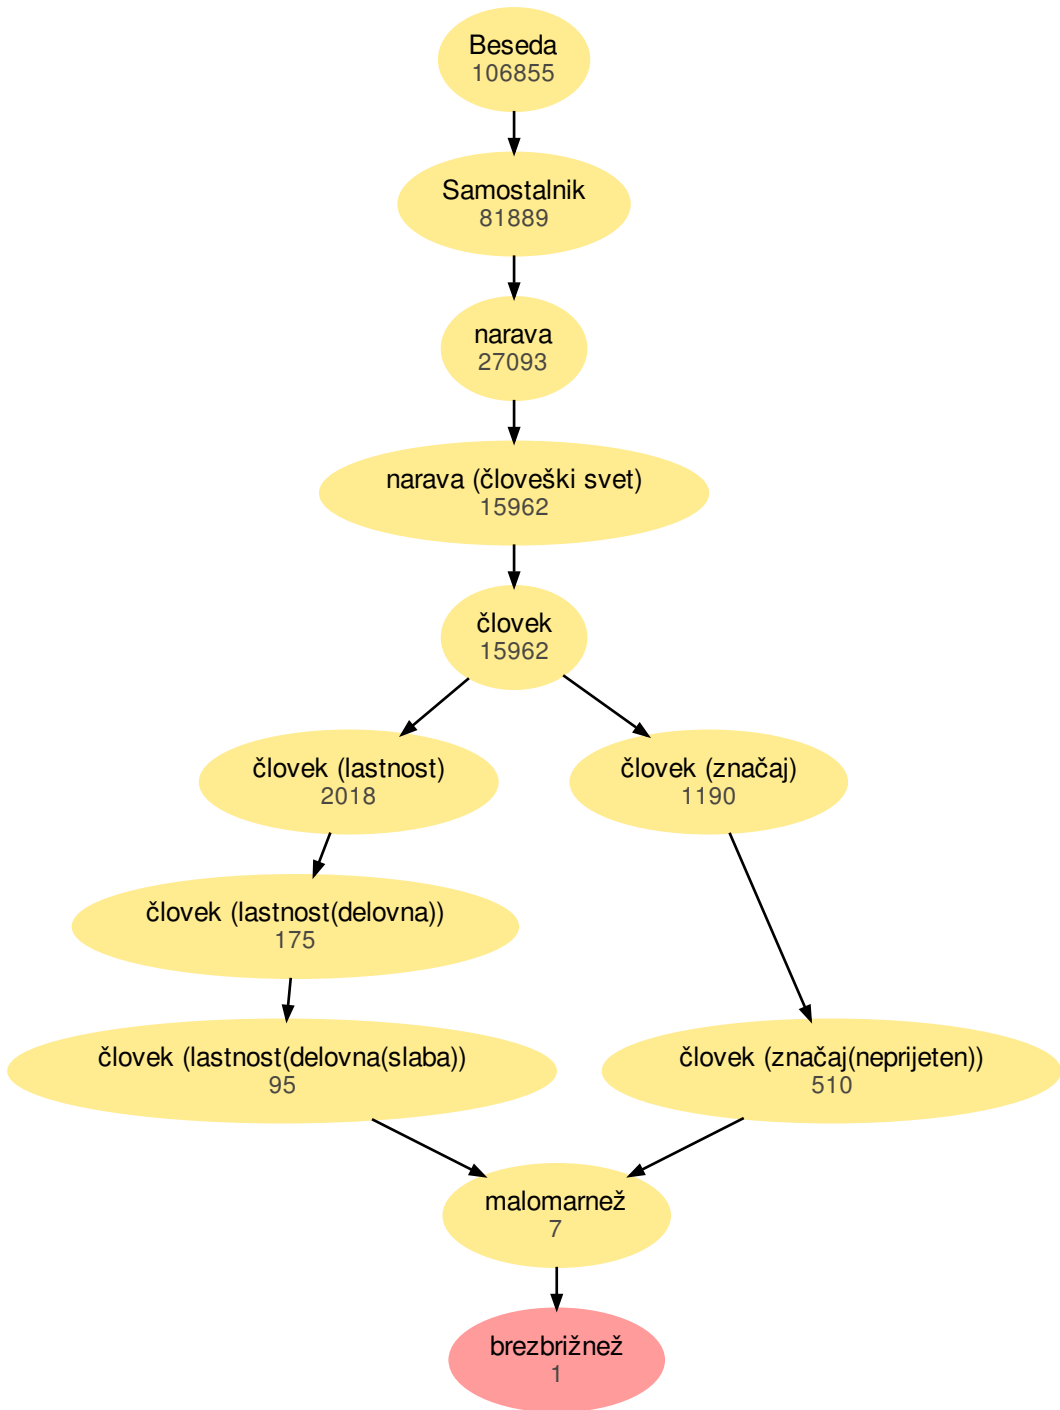 Beseda
106855
Samostalnik
81889
narava
27093
narava (človeški svet)
15962
človek
15962
človek (lastnost)
2018
človek (značaj)
1190
človek (lastnost(delovna))
175
človek (lastnost(delovna(slaba))
95
človek (značaj(neprijeten))
510
malomarnež
7
brezbrižnež
1